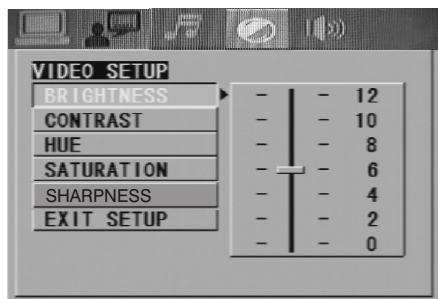 VIDEO SETUP
BRIGHTNESS
CONTRAST
HUE
SATURATION
SHARPNESS
EXIT SETUP
12
10
8
6
4
2
0